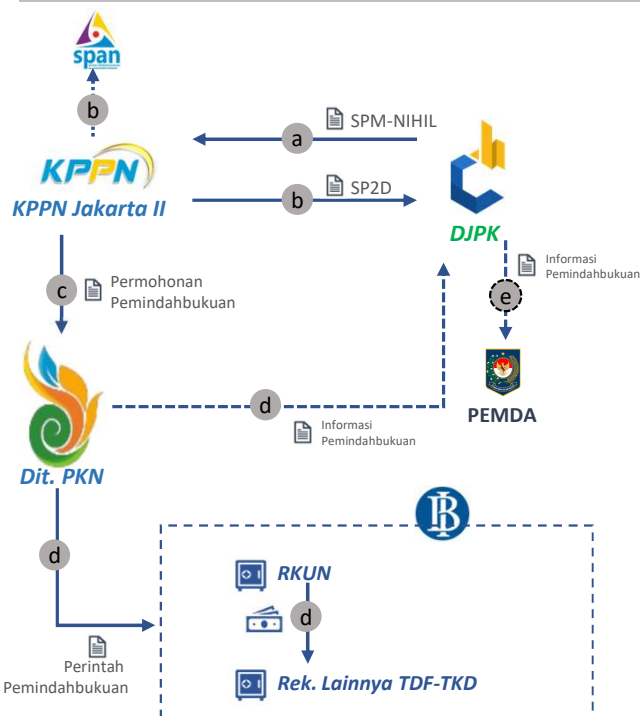 span
b
SPM-NIHIL
a
KPPN
KPPN Jakarta II
SP2D
b
DJPK
c
Permohonan
Pemindahbukuan
Informasi
Pemindahbukuan
e
d
Informasi
Pemindahbukuan
PEMDA
Dit. PKN
d
RKUN
d
Perintah
Pemindahbukuan
Rek. Lainnya TDF-TKD